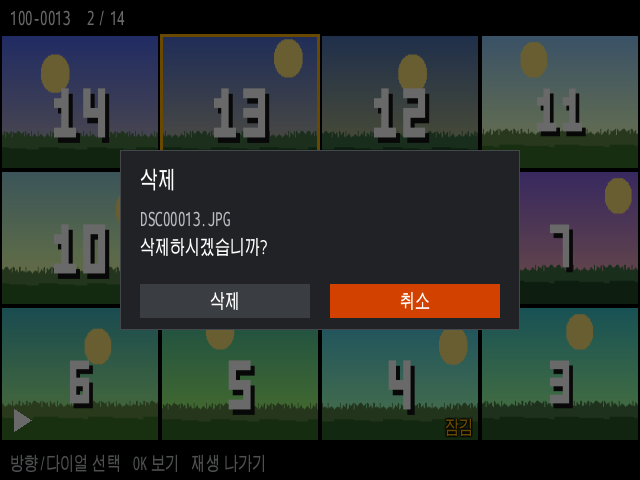 100-0013 2 / 14
14 13 12 11
삭제
DSC00013.JPG
삭제하시겠습니까?
삭제 취소
10 7
6 5 4 3
잠김
방향/다이얼 선택 OK 보기 재생 나가기